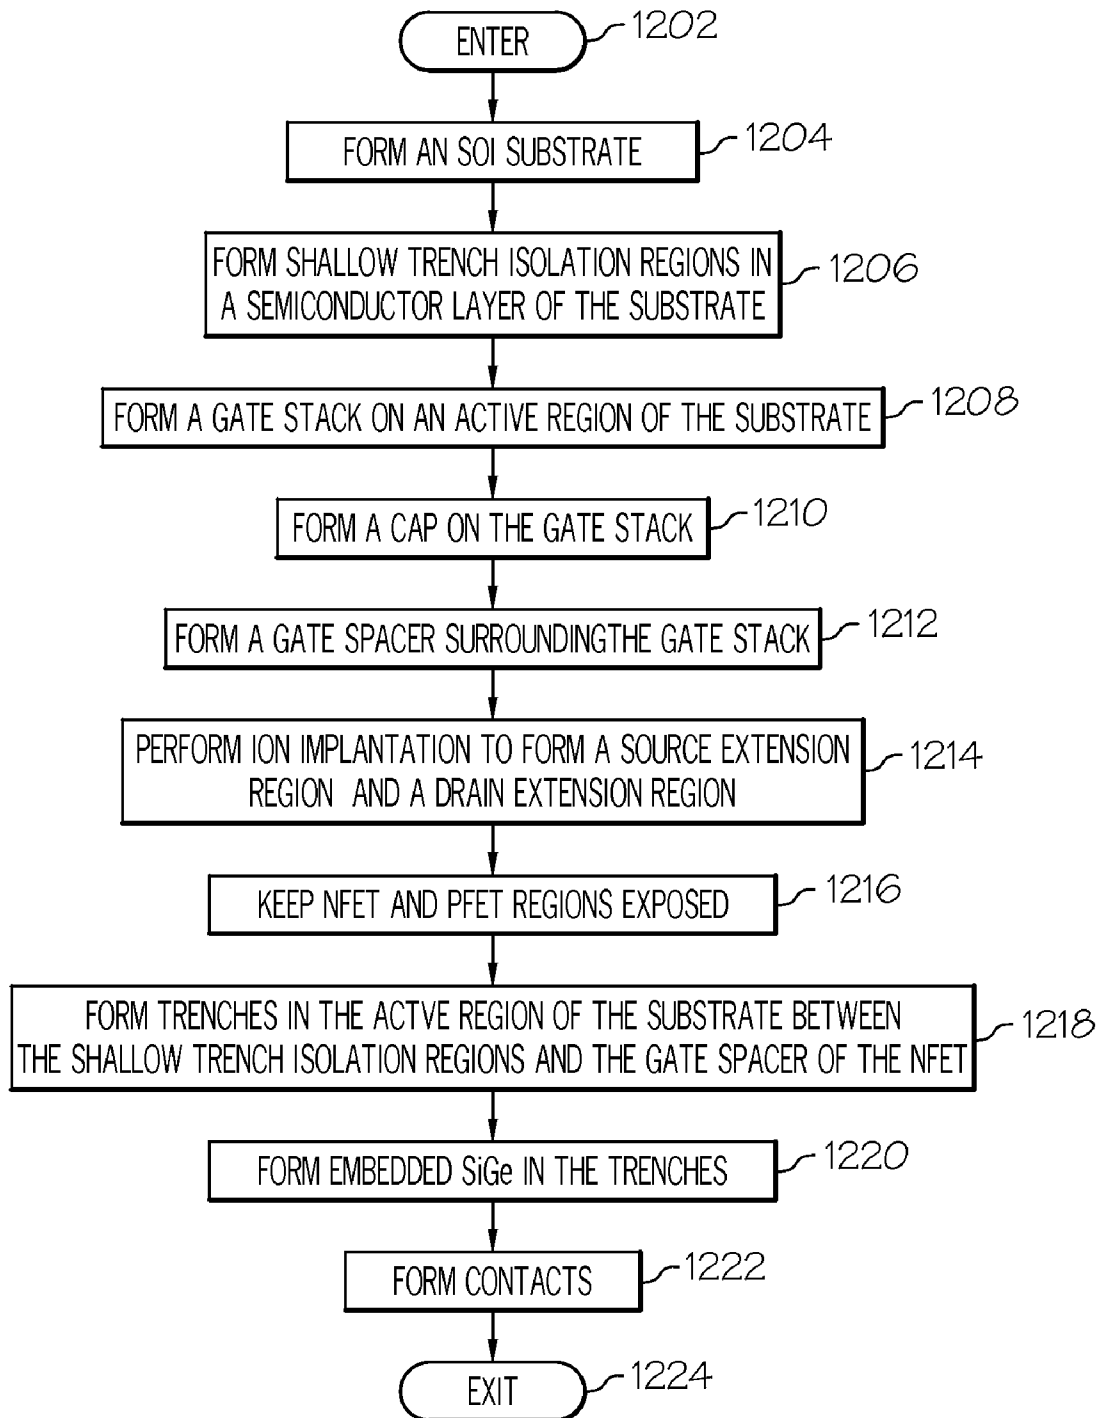 ENTER
1202
FORM AN SOI SUBSTRATE
1204
FORM SHALLOW TRENCH ISOLATION REGIONS IN
A SEMICONDUCTOR LAYER OF THE SUBSTRATE
1206
FORM A GATE STACK ON AN ACTIVE REGION OF THE SUBSTRATE
1208
FORM A CAP ON THE GATE STACK
1210
FORM A GATE SPACER SURROUNDINGTHE GATE STACK
1212
PERFORM ION IMPLANTATION TO FORM A SOURCE EXTENSION
REGION AND A DRAIN EXTENSION REGION
1214
KEEP NFET AND PFET REGIONS EXPOSED
1216
FORM TRENCHES IN THE ACTVE REGION OF THE SUBSTRATE BETWEEN
THE SHALLOW TRENCH ISOLATION REGIONS AND THE GATE SPACER OF THE NFET
1218
FORM EMBEDDED SiGe IN THE TRENCHES
1220
FORM CONTACTS
1222
EXIT
1224